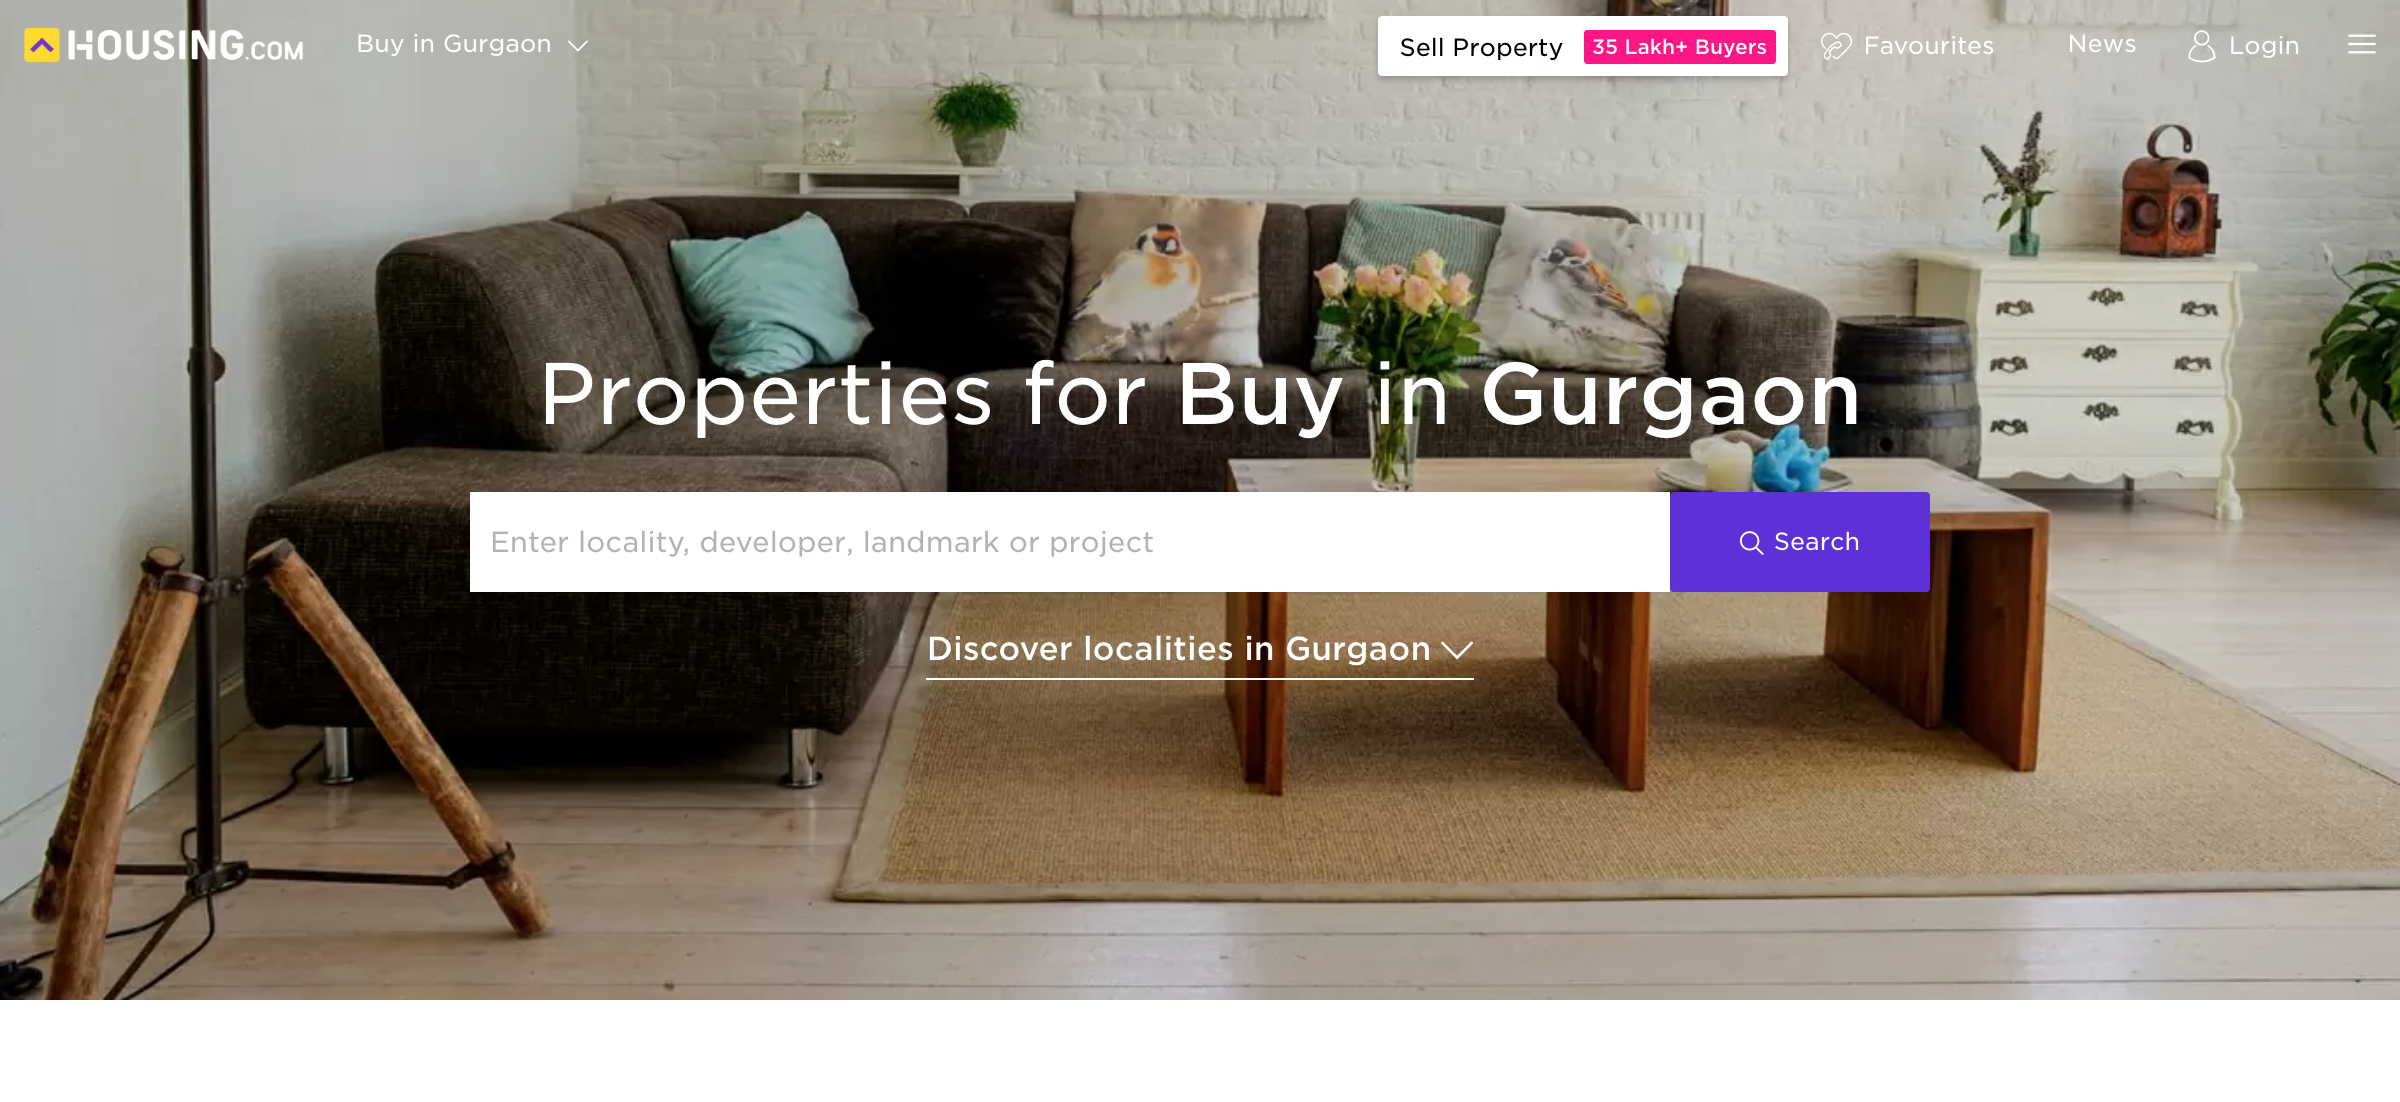 HOUSING.COM
Buy in Gurgaon
Sell Property
35 Lakh+ Buyers
Favourites
News
Login
Properties for Buy in Gurgaon
Enter locality, developer, landmark or project
Search
Discover localities in Gurgaon